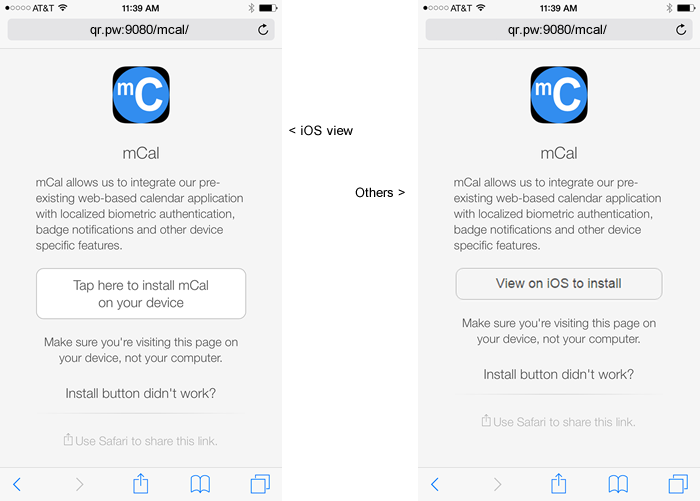 AT&T 11:39 AM
qr.pw:9080/mcal/
mC
mCal
mCal allows us to integrate our pre-
existing web-based calendar application
with localized biometric authentication,
badge notifications and other device
specific features.
Tap here to install mCal
on your device
Make sure you're visiting this page on
your device, not your computer.
Install button didn't work?
Use Safari to share this link.
< iOS view
Others >
AT&T 11:39 AM
qr.pw:9080/mcal/
mC
mCal
mCal allows us to integrate our pre-
existing web-based calendar application
with localized biometric authentication,
badge notifications and other device
specific features.
View on iOS to install
Make sure you're visiting this page on
your device, not your computer.
Install button didn't work?
Use Safari to share this link.